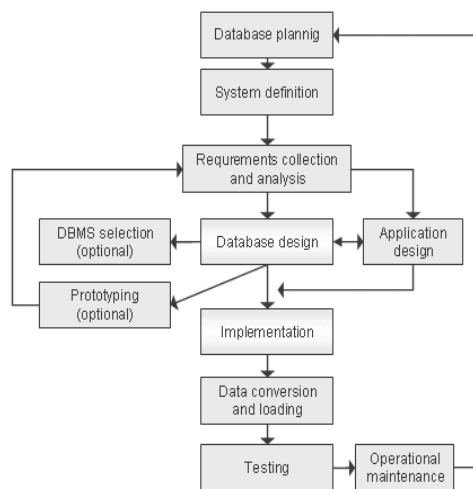 Database plannig
System definition
Requrements collection
and analysis
DBMS selection
(optional)
Database design
Application
design
Prototyping
(optional)
Implementation
Data conversion
and loading
Testing
Operational
maintenance